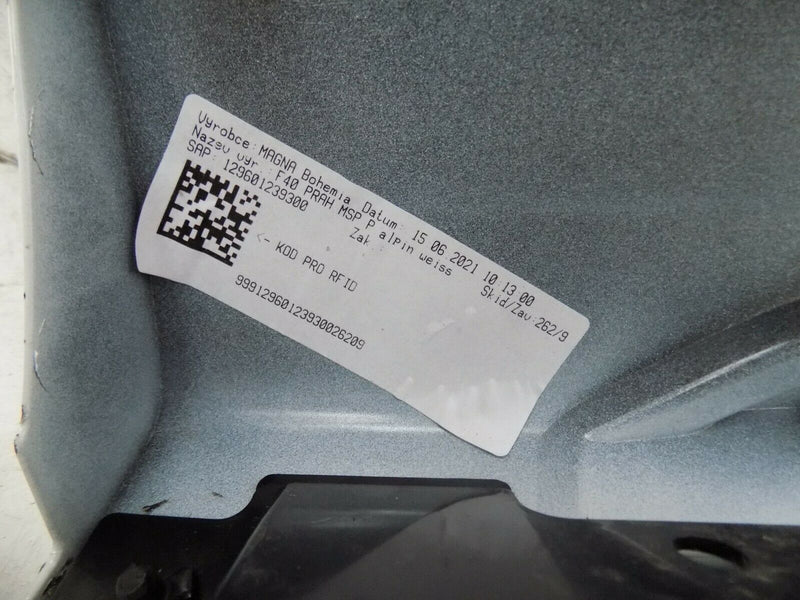 Vyrobce: MAGNA Bohemia Datum: 15 06 2021 10:13:00
Nazev vyr.: F40 PRAH MSP P alpin weiss Skid/Zav:262/9
SAP: 129601239300 Zak :
<- KOD PRO RFID
99912960123930026209